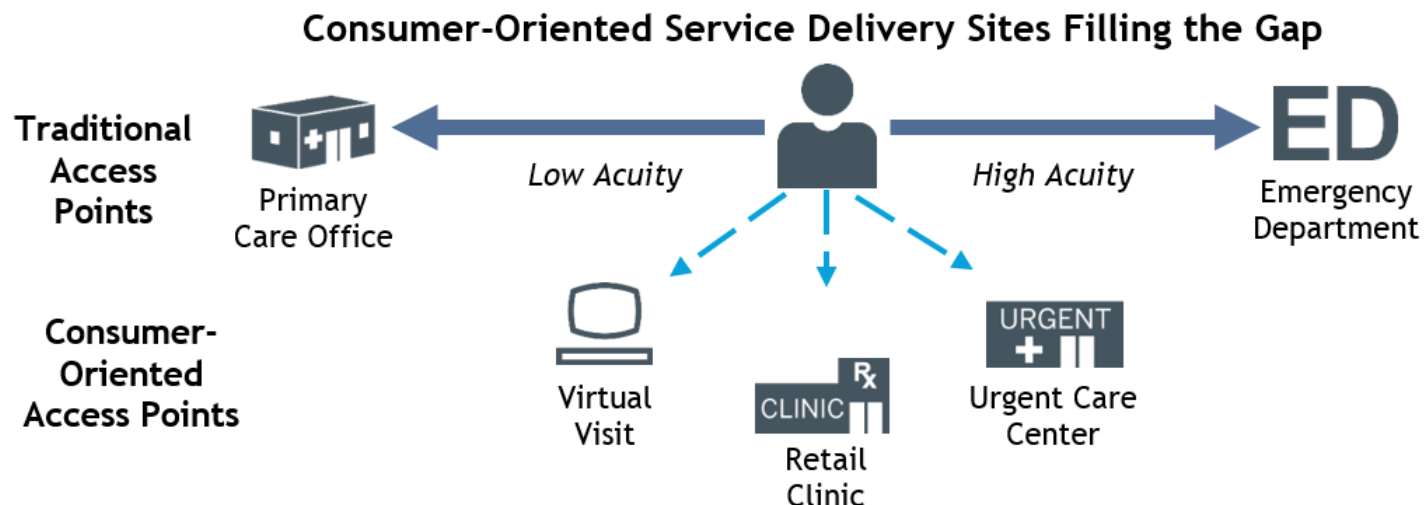 Consumer-Oriented Service Delivery Sites Filling the Gap
Traditional
Access
Points
Primary
Care Office
Low Acuity
High Acuity
ED
Emergency
Department
Consumer-
Oriented
Access Points
Virtual
Visit
CLINIC
Rx
Retail
Clinic
URGENT
Urgent Care
Center